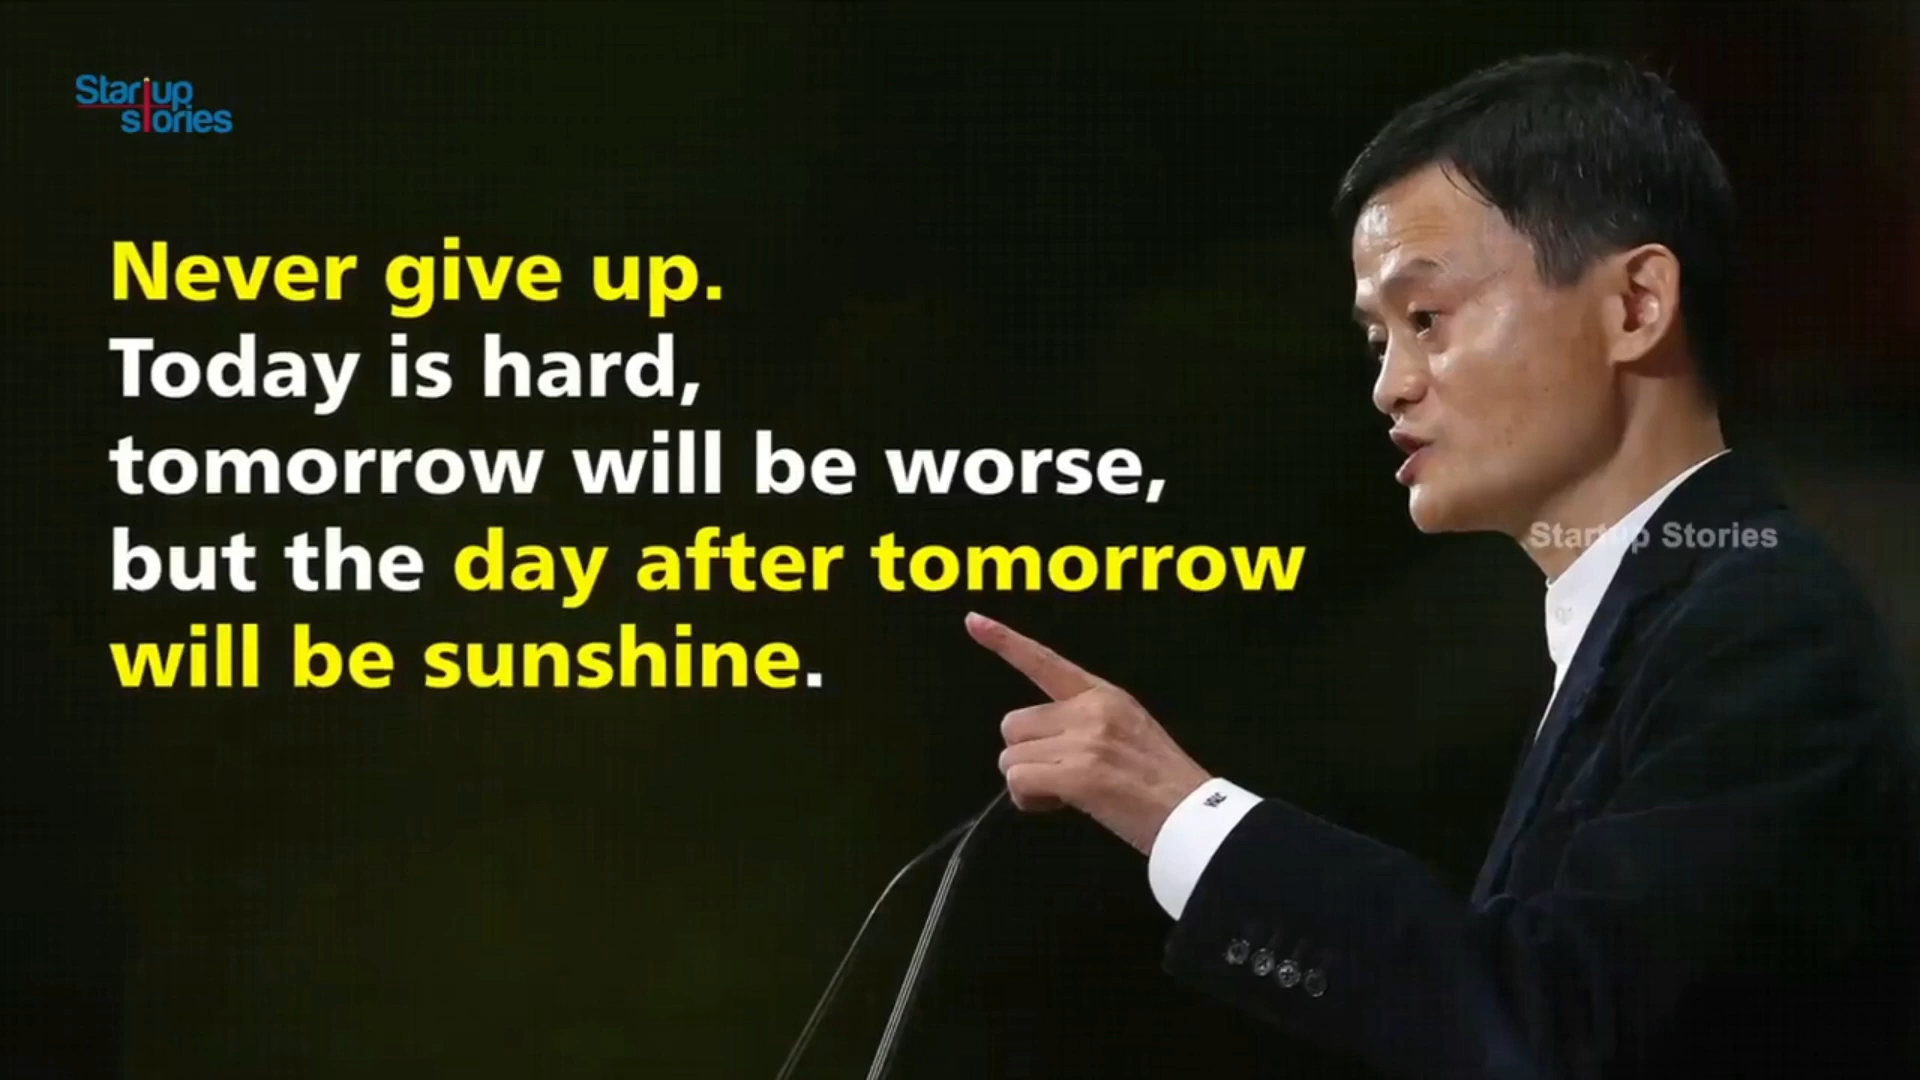 Startup
stories
Never give up.
Today is hard,
tomorrow will be worse,
but the day after tomorrow
will be sunshine.
Startup Stories